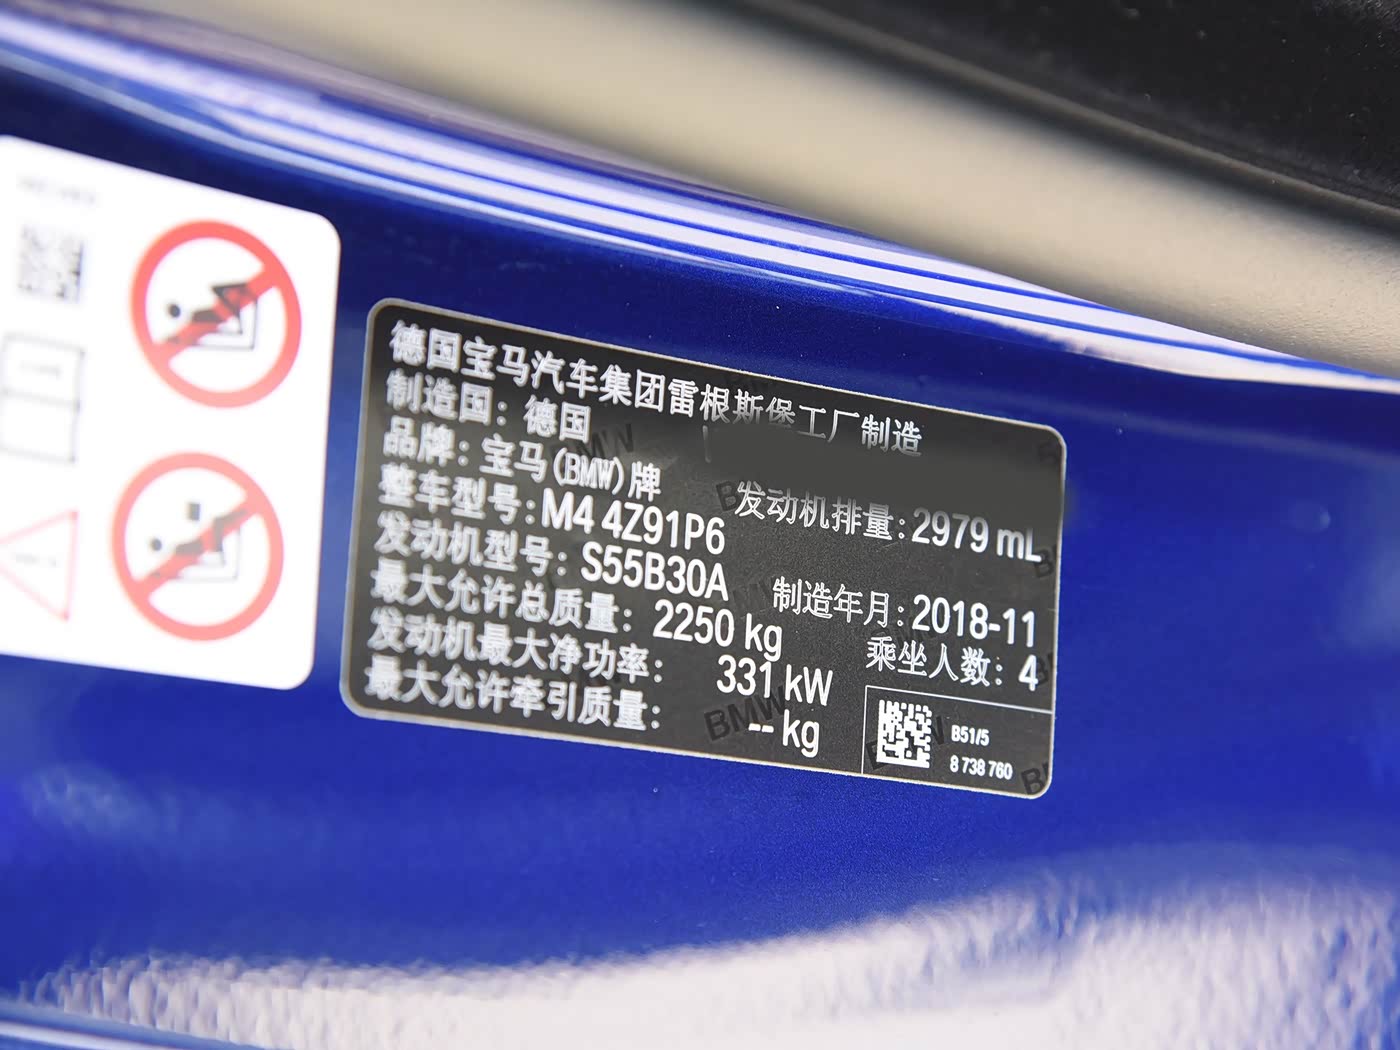 德国宝马汽车集团雷根斯堡工厂制造
制造国：德国
品牌：宝马(BMW)牌
整车型号:M4 4Z91P6
发动机排量:2979 mL
发动机型号: S55B30A
制造年月:2018-11
最大允许总质量: 2250 kg
乘坐人数: 4
发动机最大净功率: 331 kW
最大允许牵引质量: -- kg
B51/5
8 738 760